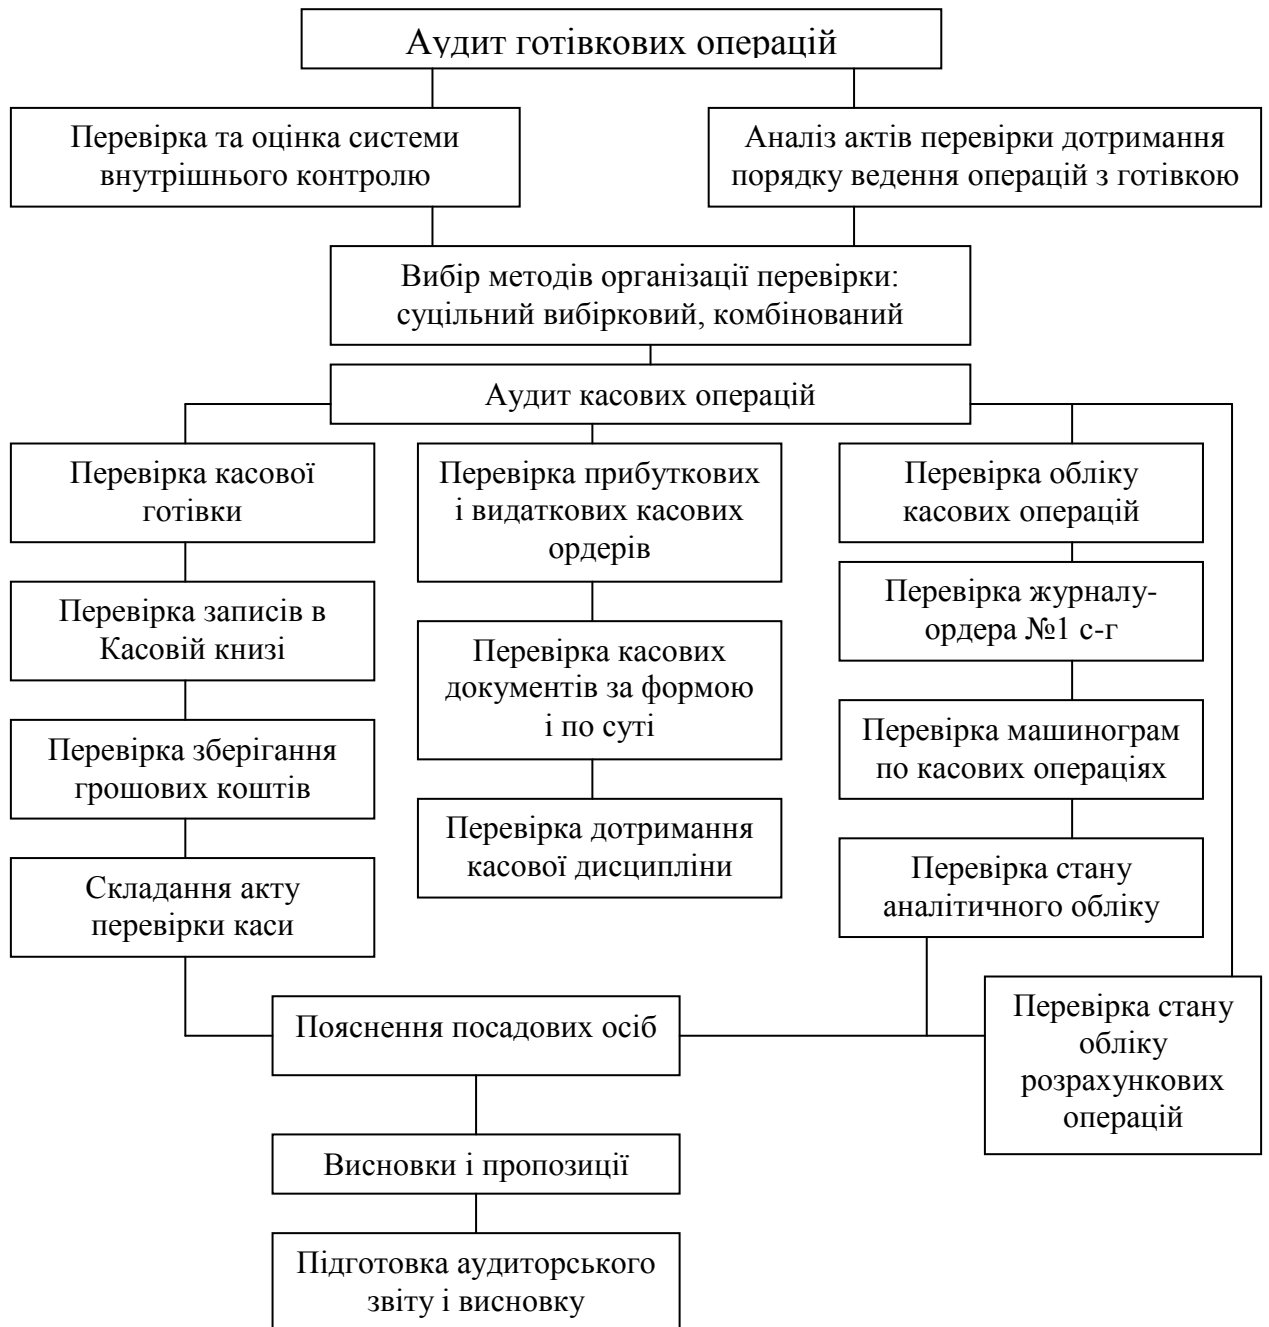 Аудит готівкових операцій
Перевірка та оцінка системи
внутрішнього контролю
Аналіз актів перевірки дотримання
порядку ведення операцій з готівкою
Вибір методів організації перевірки:
суцільний вибірковий, комбінований
Аудит касових операцій
Перевірка касової
готівки
Перевірка записів в
Касовій книзі
Перевірка зберігання
грошових коштів
Складання акту
перевірки каси
Перевірка прибуткових
і видаткових касових
ордерів
Перевірка касових
документів за формою
і по суті
Перевірка дотримання
касової дисципліни
Перевірка обліку
касових операцій
Перевірка журналу-
ордера №1 с-г
Перевірка машинограм
по касових операціях
Перевірка стану
аналітичного обліку
Перевірка стану
обліку
розрахункових
операцій
Пояснення посадових осіб
Висновки і пропозиції
Підготовка аудиторського
звіту і висновку